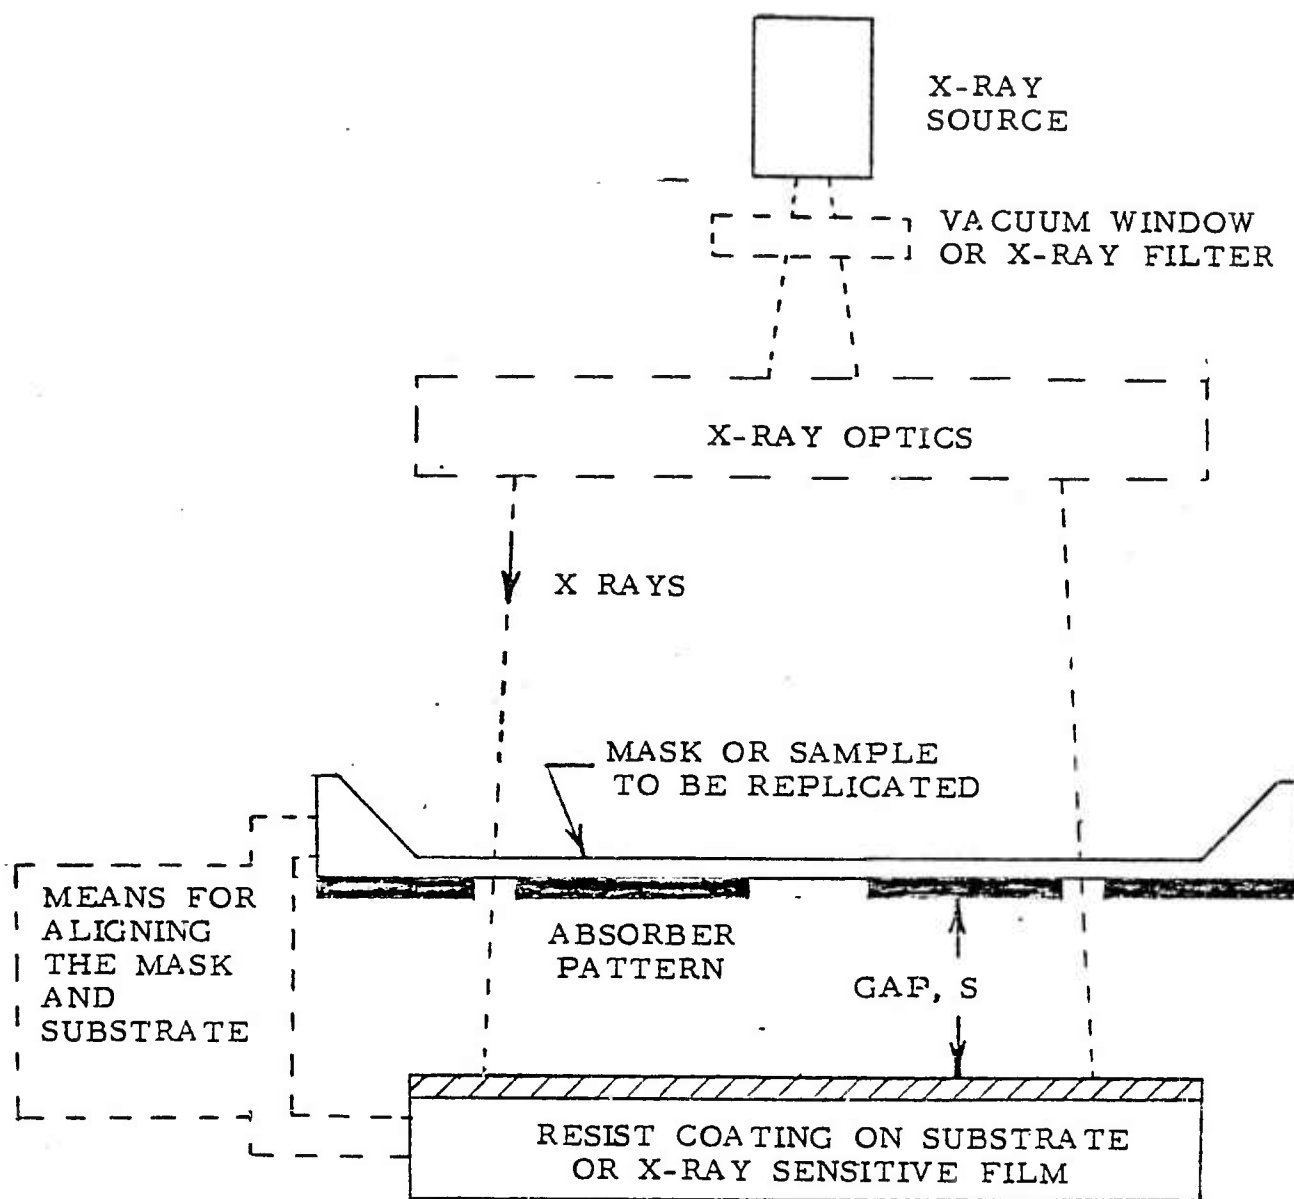 X-RAY
SOURCE
VACUUM WINDOW
OR X-RAY FILTER
X-RAY OPTICS
X RAYS
MASK OR SAMPLE
TO BE REPLICATED
MEANS FOR
ALIGNING
THE MASK
AND
SUBSTRATE
ABSORBER
PATTERN
GAP, S
RESIST COATING ON SUBSTRATE
OR X-RAY SENSITIVE FILM